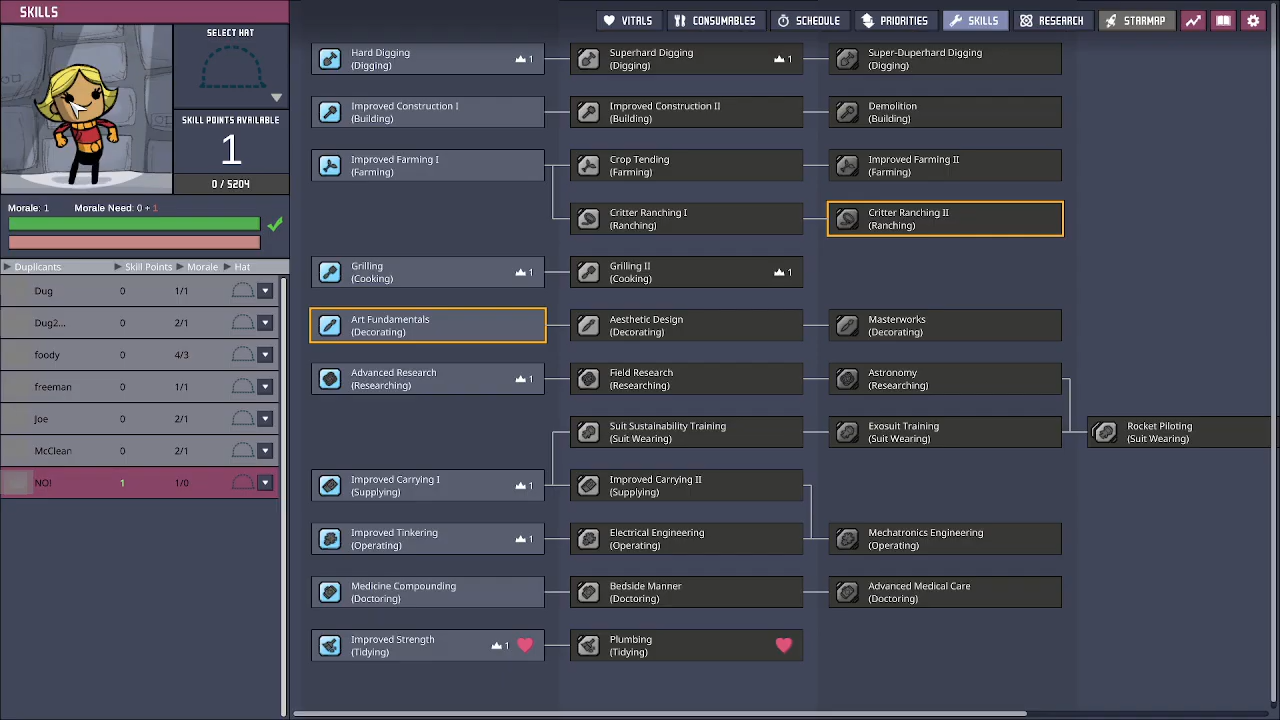 SKILLS
VITALS
CONSUMABLES
SCHEDULE
PRIORITIES
SKILLS
RESEARCH
STARMAP
SELECT HAT
SKILL POINTS AVAILABLE
1
0 / 5204
Morale: 1
Morale Need: 0 + 1
Duplicants
Skill Points
Morale
Hat
Dug 0 1/1
Dug2... 0 2/1
foody 0 4/3
freeman 0 1/1
Joe 0 2/1
McClean 0 2/1
NOI 1 1/0
Hard Digging
(Digging)
1
Superhard Digging
(Digging)
1
Super-Duperhard Digging
(Digging)
Improved Construction I
(Building)
Improved Construction II
(Building)
Demolition
(Building)
Improved Farming I
(Farming)
Crop Tending
(Farming)
Improved Farming II
(Farming)
Critter Ranching I
(Ranching)
Critter Ranching II
(Ranching)
Grilling
(Cooking)
1
Grilling II
(Cooking)
1
Art Fundamentals
(Decorating)
Aesthetic Design
(Decorating)
Masterworks
(Decorating)
Advanced Research
(Researching)
1
Field Research
(Researching)
Astronomy
(Researching)
Suit Sustainability Training
(Suit Wearing)
Exosuit Training
(Suit Wearing)
Rocket Piloting
(Suit Wearing)
Improved Carrying I
(Supplying)
1
Improved Carrying II
(Supplying)
Improved Tinkering
(Operating)
1
Electrical Engineering
(Operating)
Mechatronics Engineering
(Operating)
Medicine Compounding
(Doctoring)
Bedside Manner
(Doctoring)
Advanced Medical Care
(Doctoring)
Improved Strength
(Tidying)
1
Plumbing
(Tidying)